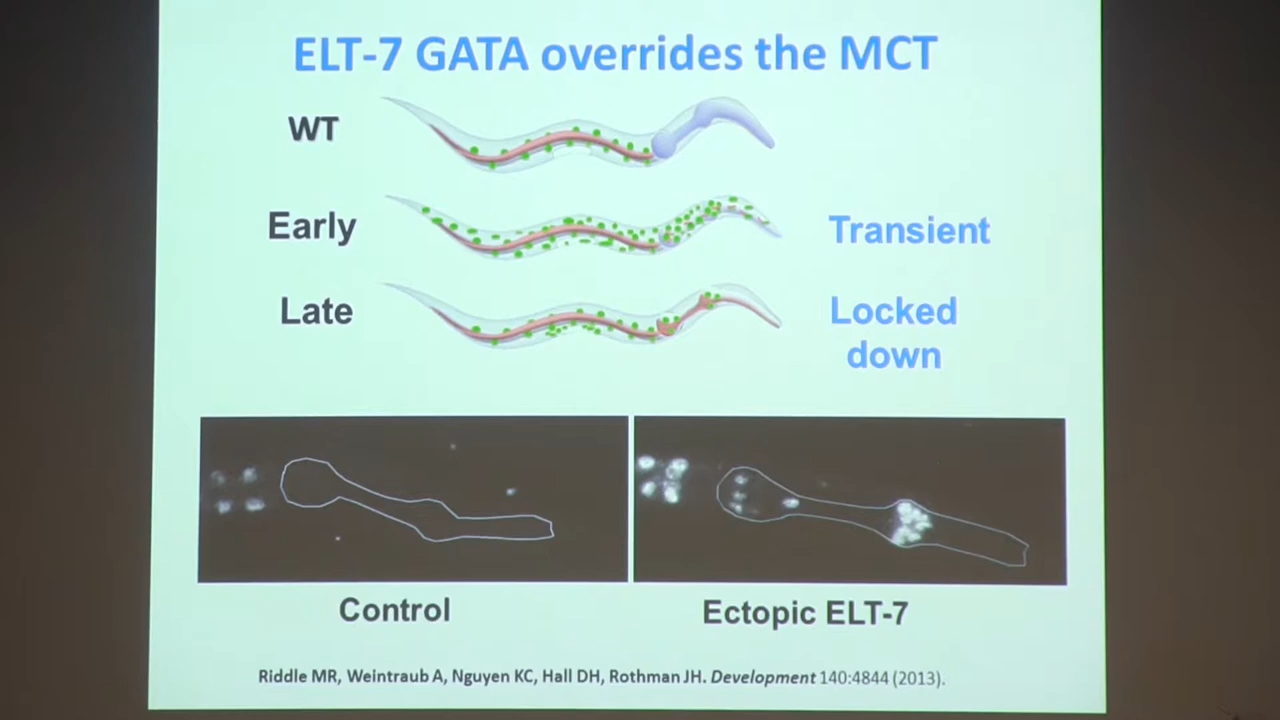 ELT-7 GATA overrides the MCT
WT
Early
Transient
Late
Locked
down
Control
Ectopic ELT-7
Riddle MR, Weintraub A, Nguyen KC, Hall DH, Rothman JH. Development 140:4844 (2013).